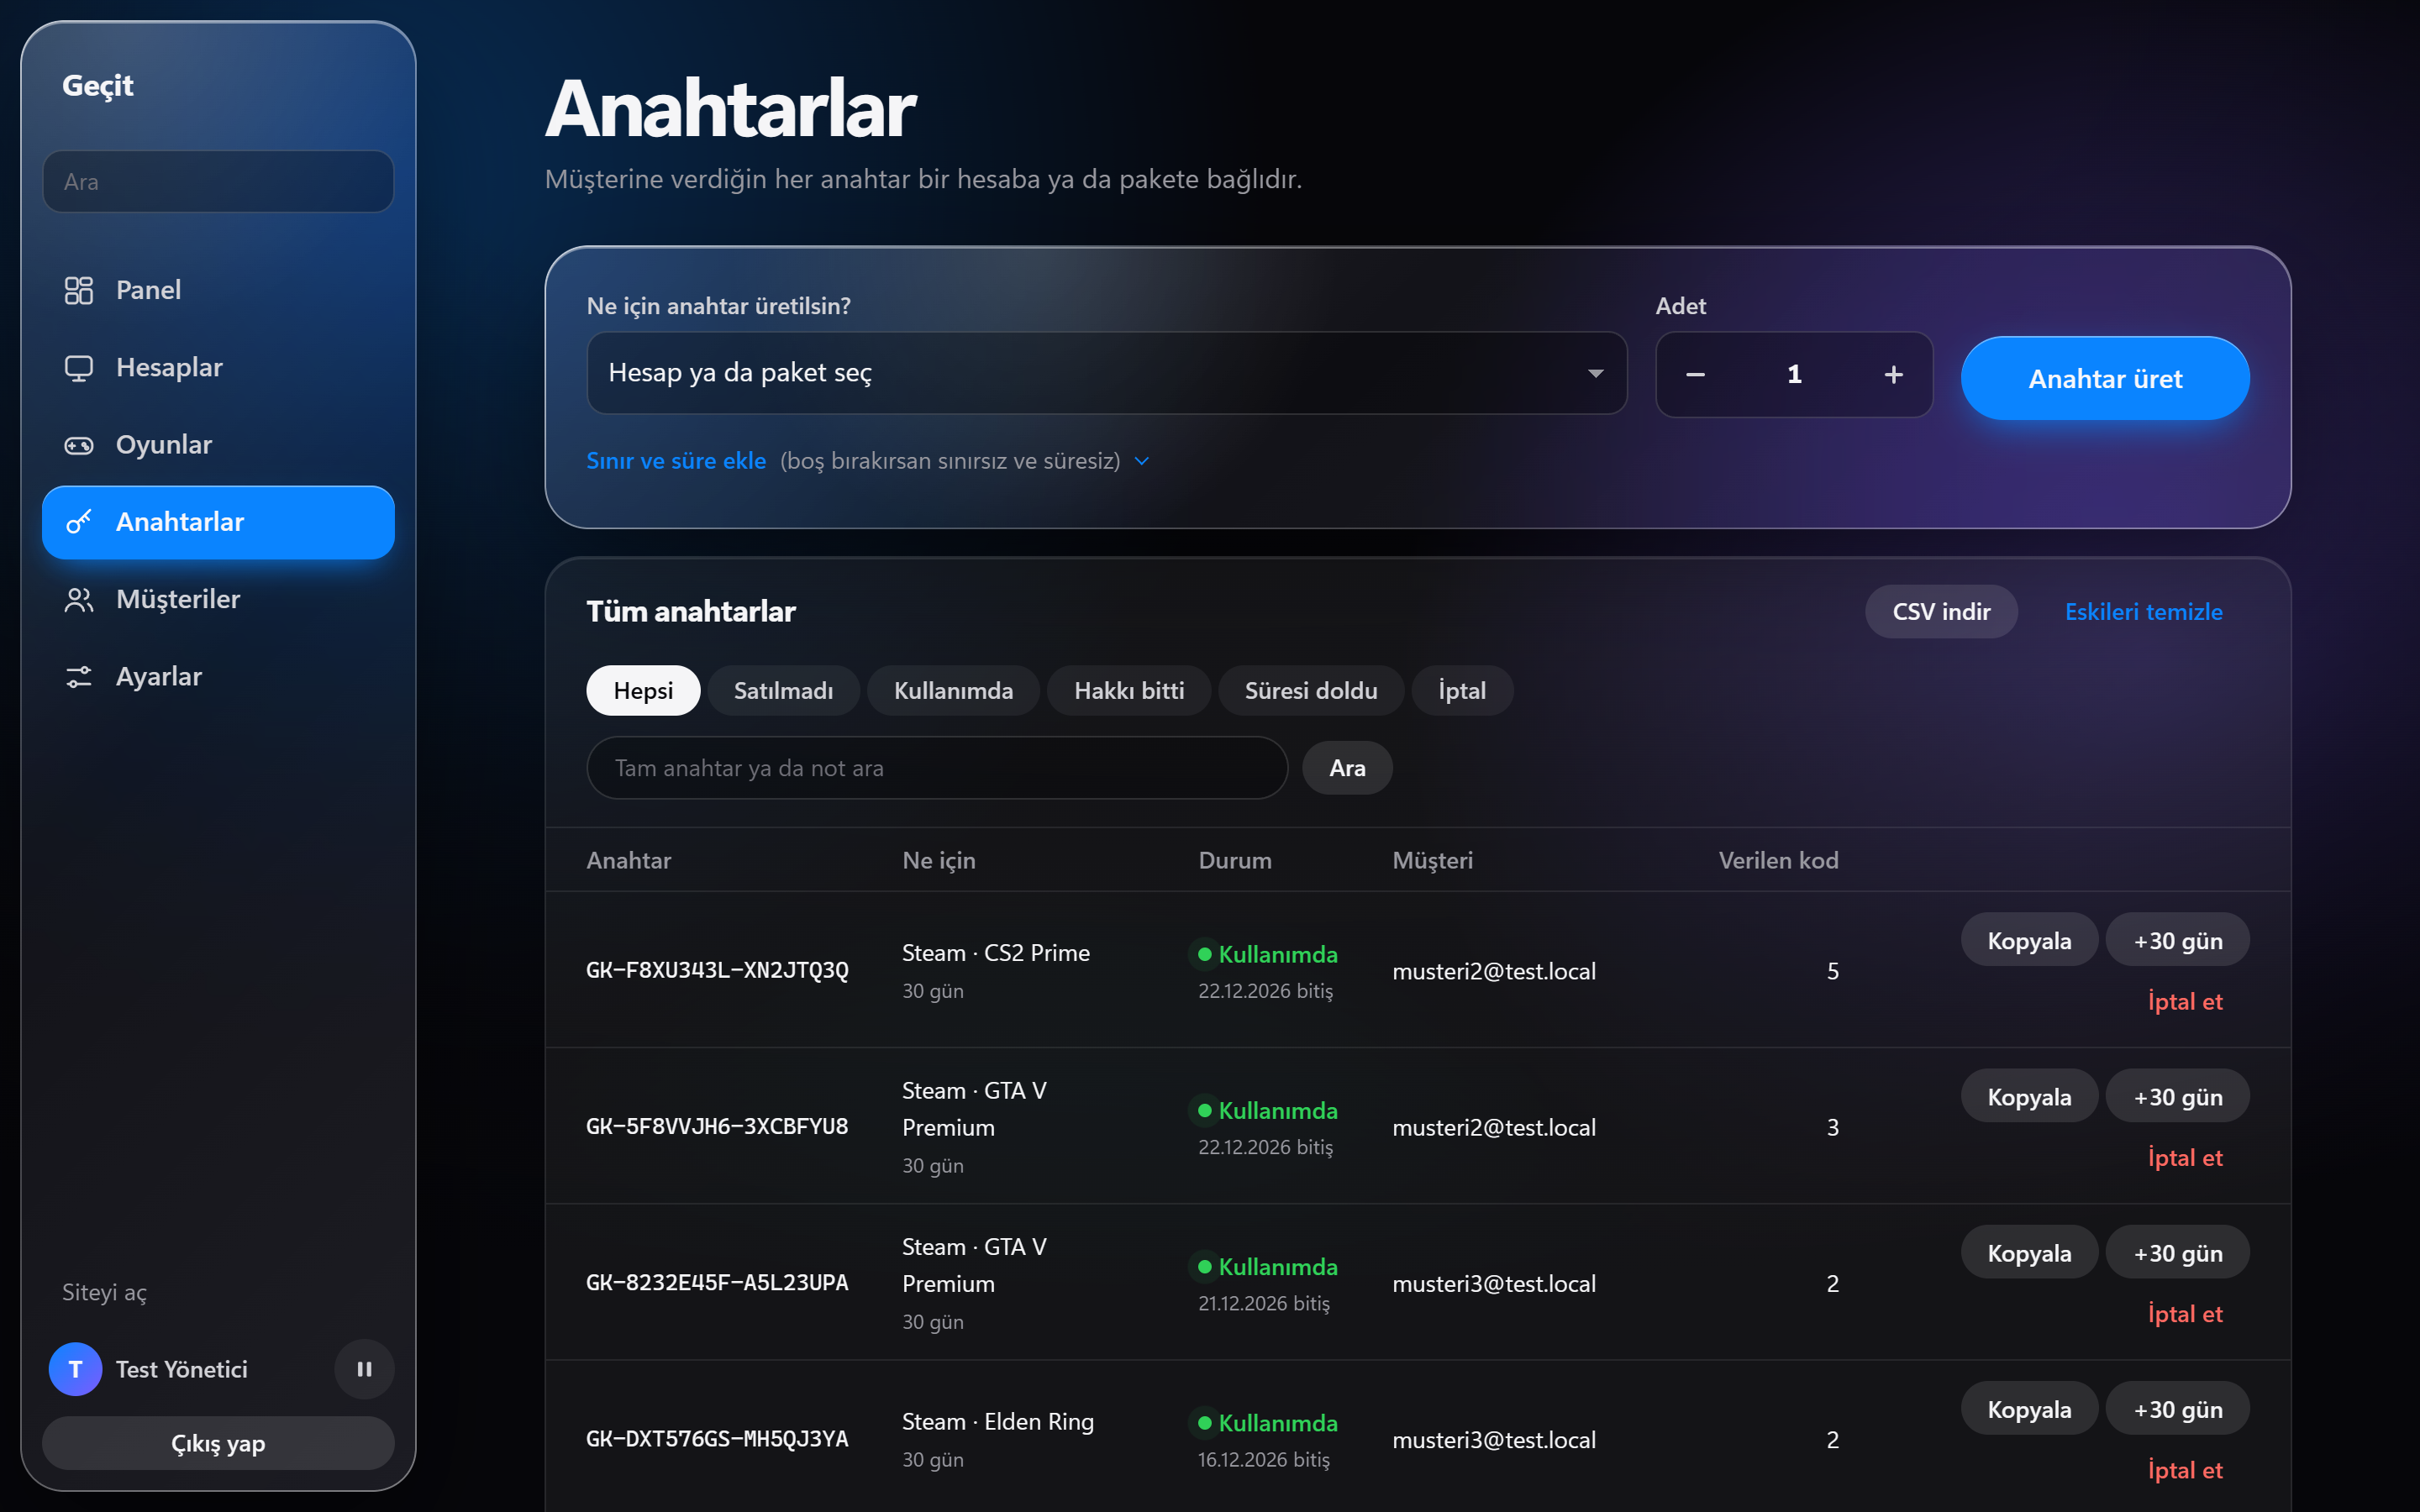 Geçit
Ara
Panel
Hesaplar
Oyunlar
Anahtarlar
Müşteriler
Ayarlar
Siteyi aç
T Test Yönetici
Çıkış yap
Anahtarlar
Müşterine verdiğin her anahtar bir hesaba ya da pakete bağlıdır.
Ne için anahtar üretilsin? Adet
Hesap ya da paket seç − 1 + Anahtar üret
Sınır ve süre ekle (boş bırakırsan sınırsız ve süresiz)
Tüm anahtarlar CSV indir Eskileri temizle
Hepsi Satılmadı Kullanımda Hakkı bitti Süresi doldu İptal
Tam anahtar ya da not ara Ara
Anahtar Ne için Durum Müşteri Verilen kod
GK-F8XU343L-XN2JTQ3Q Steam · CS2 Prime Kullanımda musteri2@test.local 5 Kopyala +30 gün
30 gün 22.12.2026 bitiş İptal et
GK-5F8VVJH6-3XCBFYU8 Steam · GTA V Kullanımda musteri2@test.local 3 Kopyala +30 gün
Premium 22.12.2026 bitiş İptal et
30 gün
GK-8232E45F-A5L23UPA Steam · GTA V Kullanımda musteri3@test.local 2 Kopyala +30 gün
Premium 21.12.2026 bitiş İptal et
30 gün
GK-DXT576GS-MH5QJ3YA Steam · Elden Ring Kullanımda musteri3@test.local 2 Kopyala +30 gün
30 gün 16.12.2026 bitiş İptal et